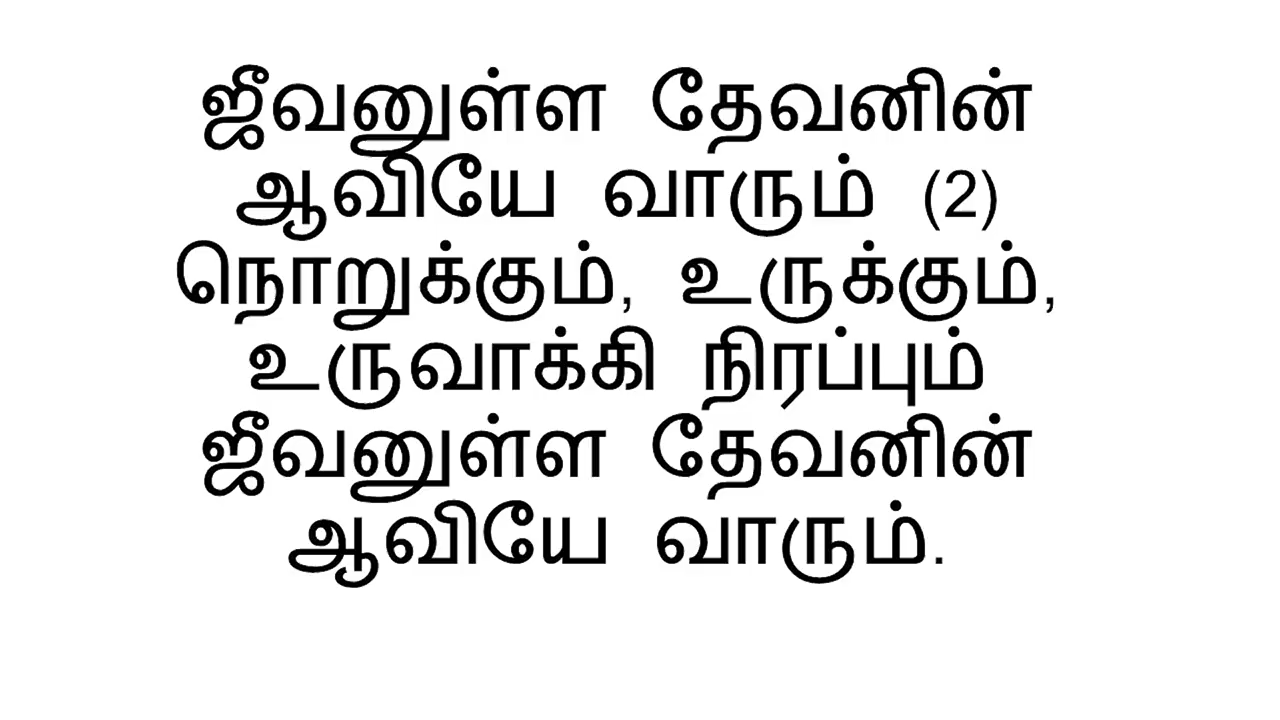 ஜீவனுள்ள தேவனின்
ஆவியே வாரும் (2)
நொறுக்கும், உருக்கும்,
உருவாக்கி நிரப்பும்
ஜீவனுள்ள தேவனின்
ஆவியே வாரும்.